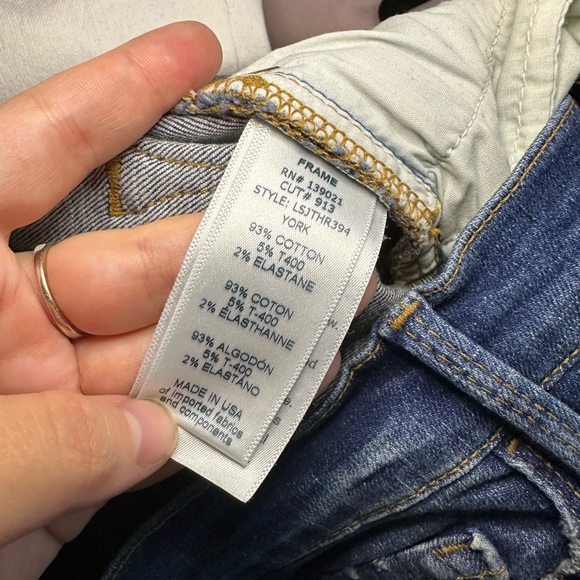 FRAME
RN# 139021
CUT# 913
STYLE: LSJTHR394
YORK
93% COTTON
5% T400
2% ELASTANE
93% COTON
5% T-400
2% ELASTHANNE
93% ALGODÓN
5% T-400
2% ELASTANO
MADE IN USA
of imported fabrics
and components